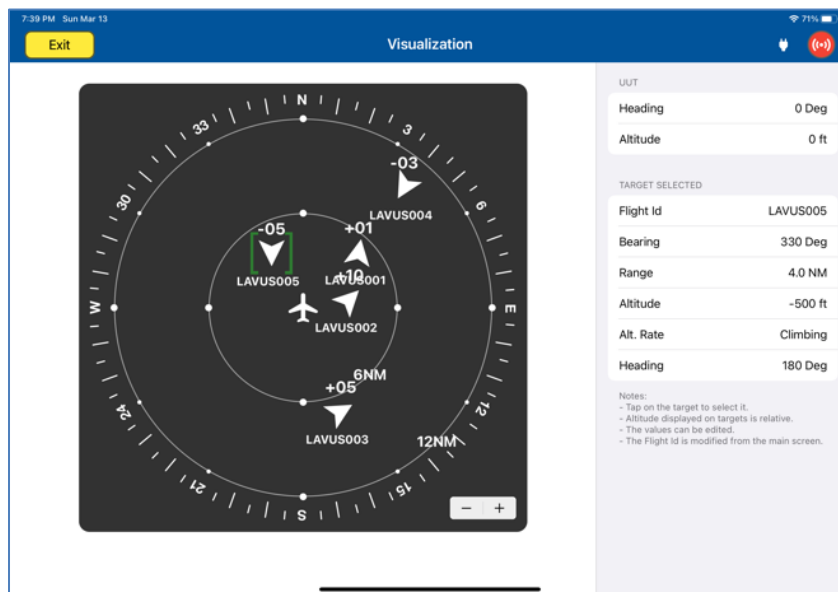 7:39 PM Sun Mar 13
71%
Exit
Visualization
N
33
3
30
6
W
E
24
12
21
15
S
-03
LAVUS004
-05
LAVUS005
+01
LAVUS001
+10
LAVUS002
6NM
+05
LAVUS003
12NM
− +
UUT
Heading 0 Deg
Altitude 0 ft
TARGET SELECTED
Flight Id LAVUS005
Bearing 330 Deg
Range 4.0 NM
Altitude -500 ft
Alt. Rate Climbing
Heading 180 Deg
Notes:
- Tap on the target to select it.
- Altitude displayed on targets is relative.
- The values can be edited.
- The Flight Id is modified from the main screen.